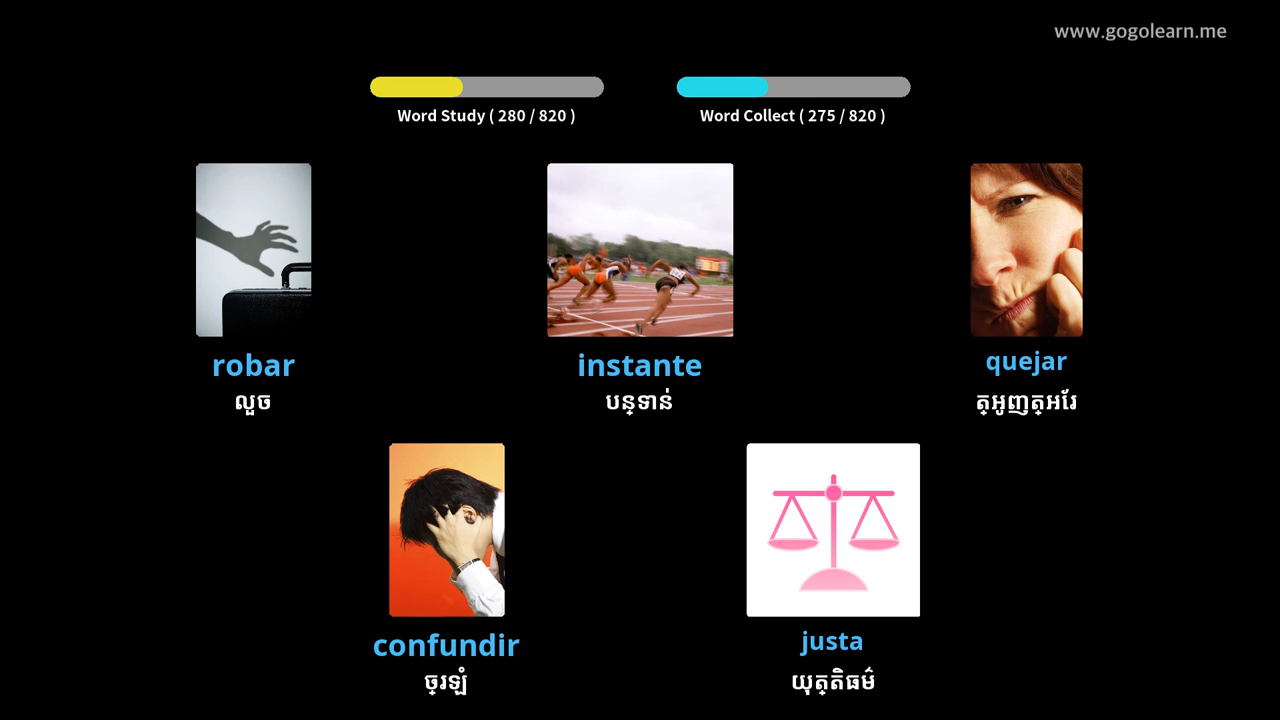 www.gogolearn.me
Word Study ( 280 / 820 )
Word Collect ( 275 / 820 )
robar
លួច
instante
បន្ទាន់
quejar
ត្អូញត្អរែ
confundir
ច្រឡំ
justa
យុត្តិធម៌